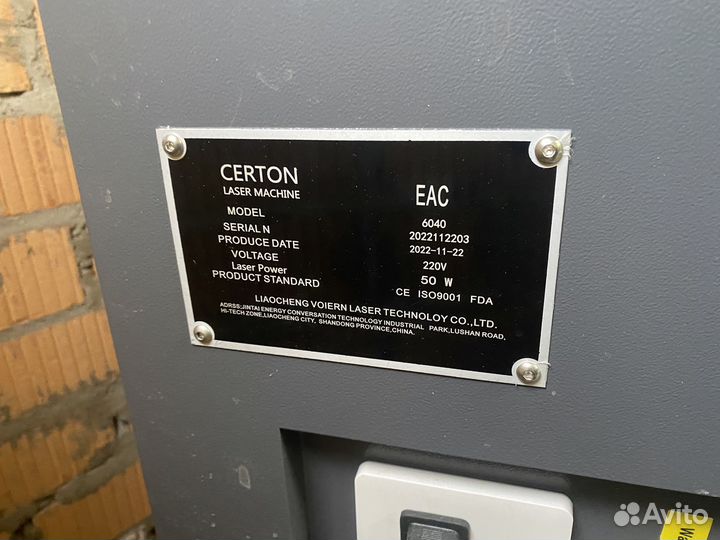 CERTON
LASER MACHINE
EAC
MODEL 6040
SERIAL N 2022112203
PRODUCE DATE 2022-11-22
VOLTAGE 220V
Laser Power 50 W
PRODUCT STANDARD CE ISO9001 FDA
LIAOCHENG VOIERN LASER TECHNOLOY CO.,LTD.
ADRSS:JINTAI ENERGY CONVERSATION TECHNOLOGY INDUSTRIAL PARK,LUSHAN ROAD,
HI-TECH ZONE,LIAOCHENG CITY, SHANDONG PROVINCE,CHINA.
Avito